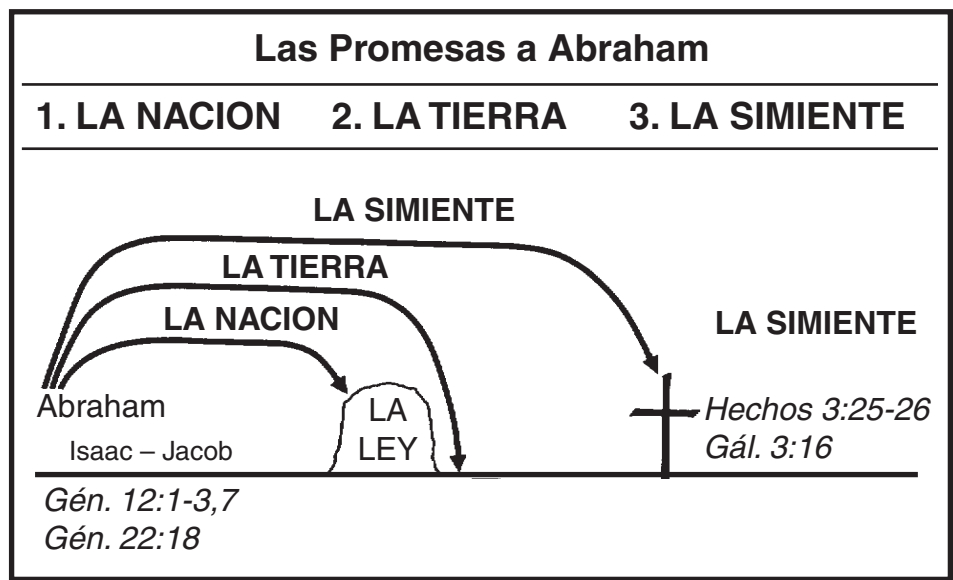 Las Promesas a Abraham
1. LA NACION 2. LA TIERRA 3. LA SIMIENTE
LA SIMIENTE
LA TIERRA
LA NACION
LA SIMIENTE
Abraham
Isaac – Jacob
LA
LEY
Hechos 3:25-26
Gál. 3:16
Gén. 12:1-3,7
Gén. 22:18